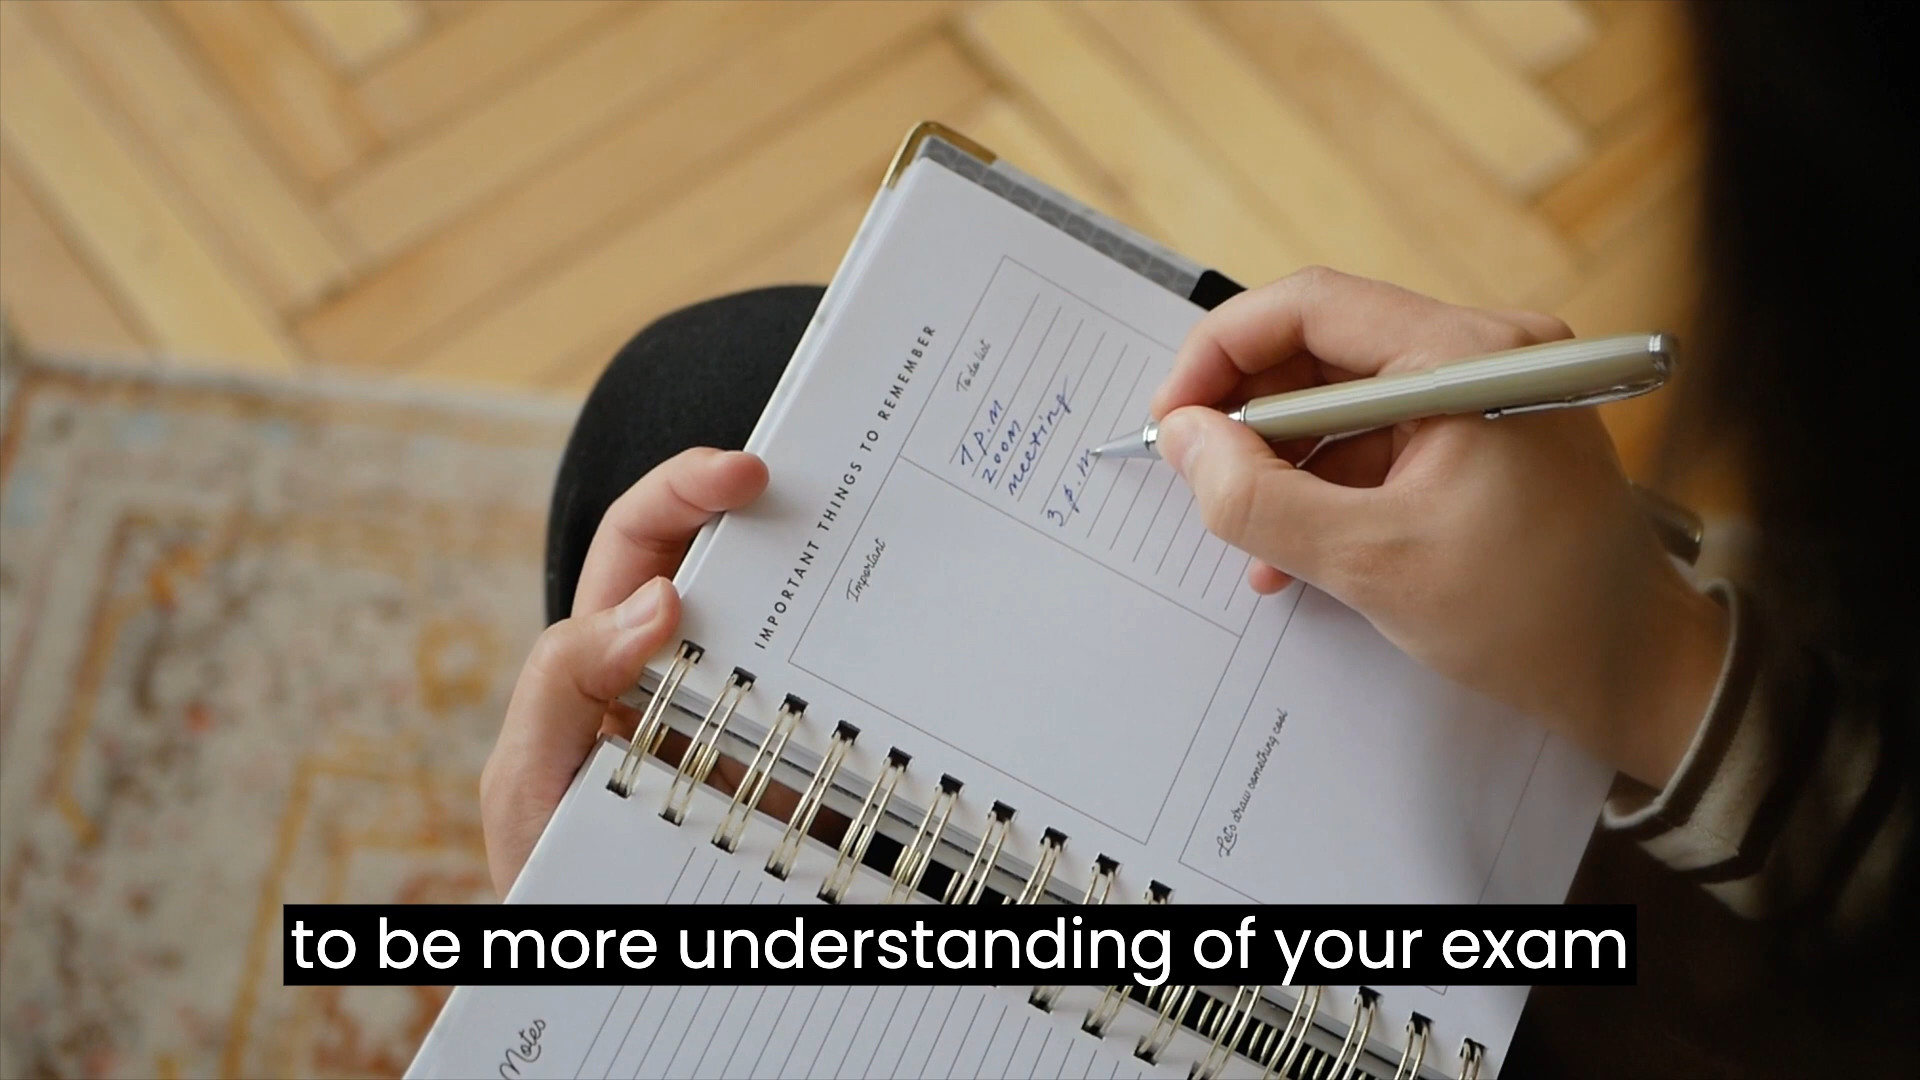 IMPORTANT THINGS TO REMEMBER
To do list
1 p.m
zoom
meeting
3 p.m
Important
Let's draw something cool
Notes
to be more understanding of your exam